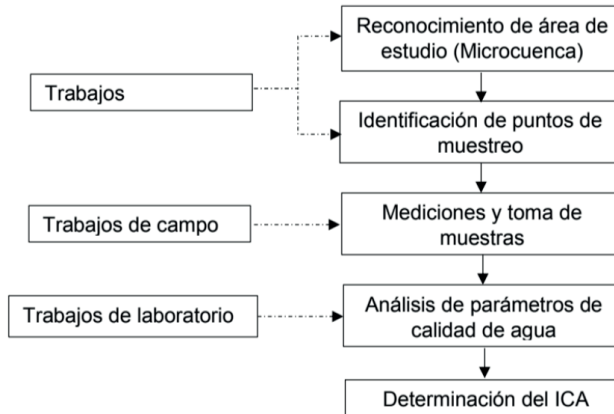 Reconocimiento de área de
estudio (Microcuenca)
Trabajos
Identificación de puntos de
muestreo
Trabajos de campo
Mediciones y toma de
muestras
Trabajos de laboratorio
Análisis de parámetros de
calidad de agua
Determinación del ICA